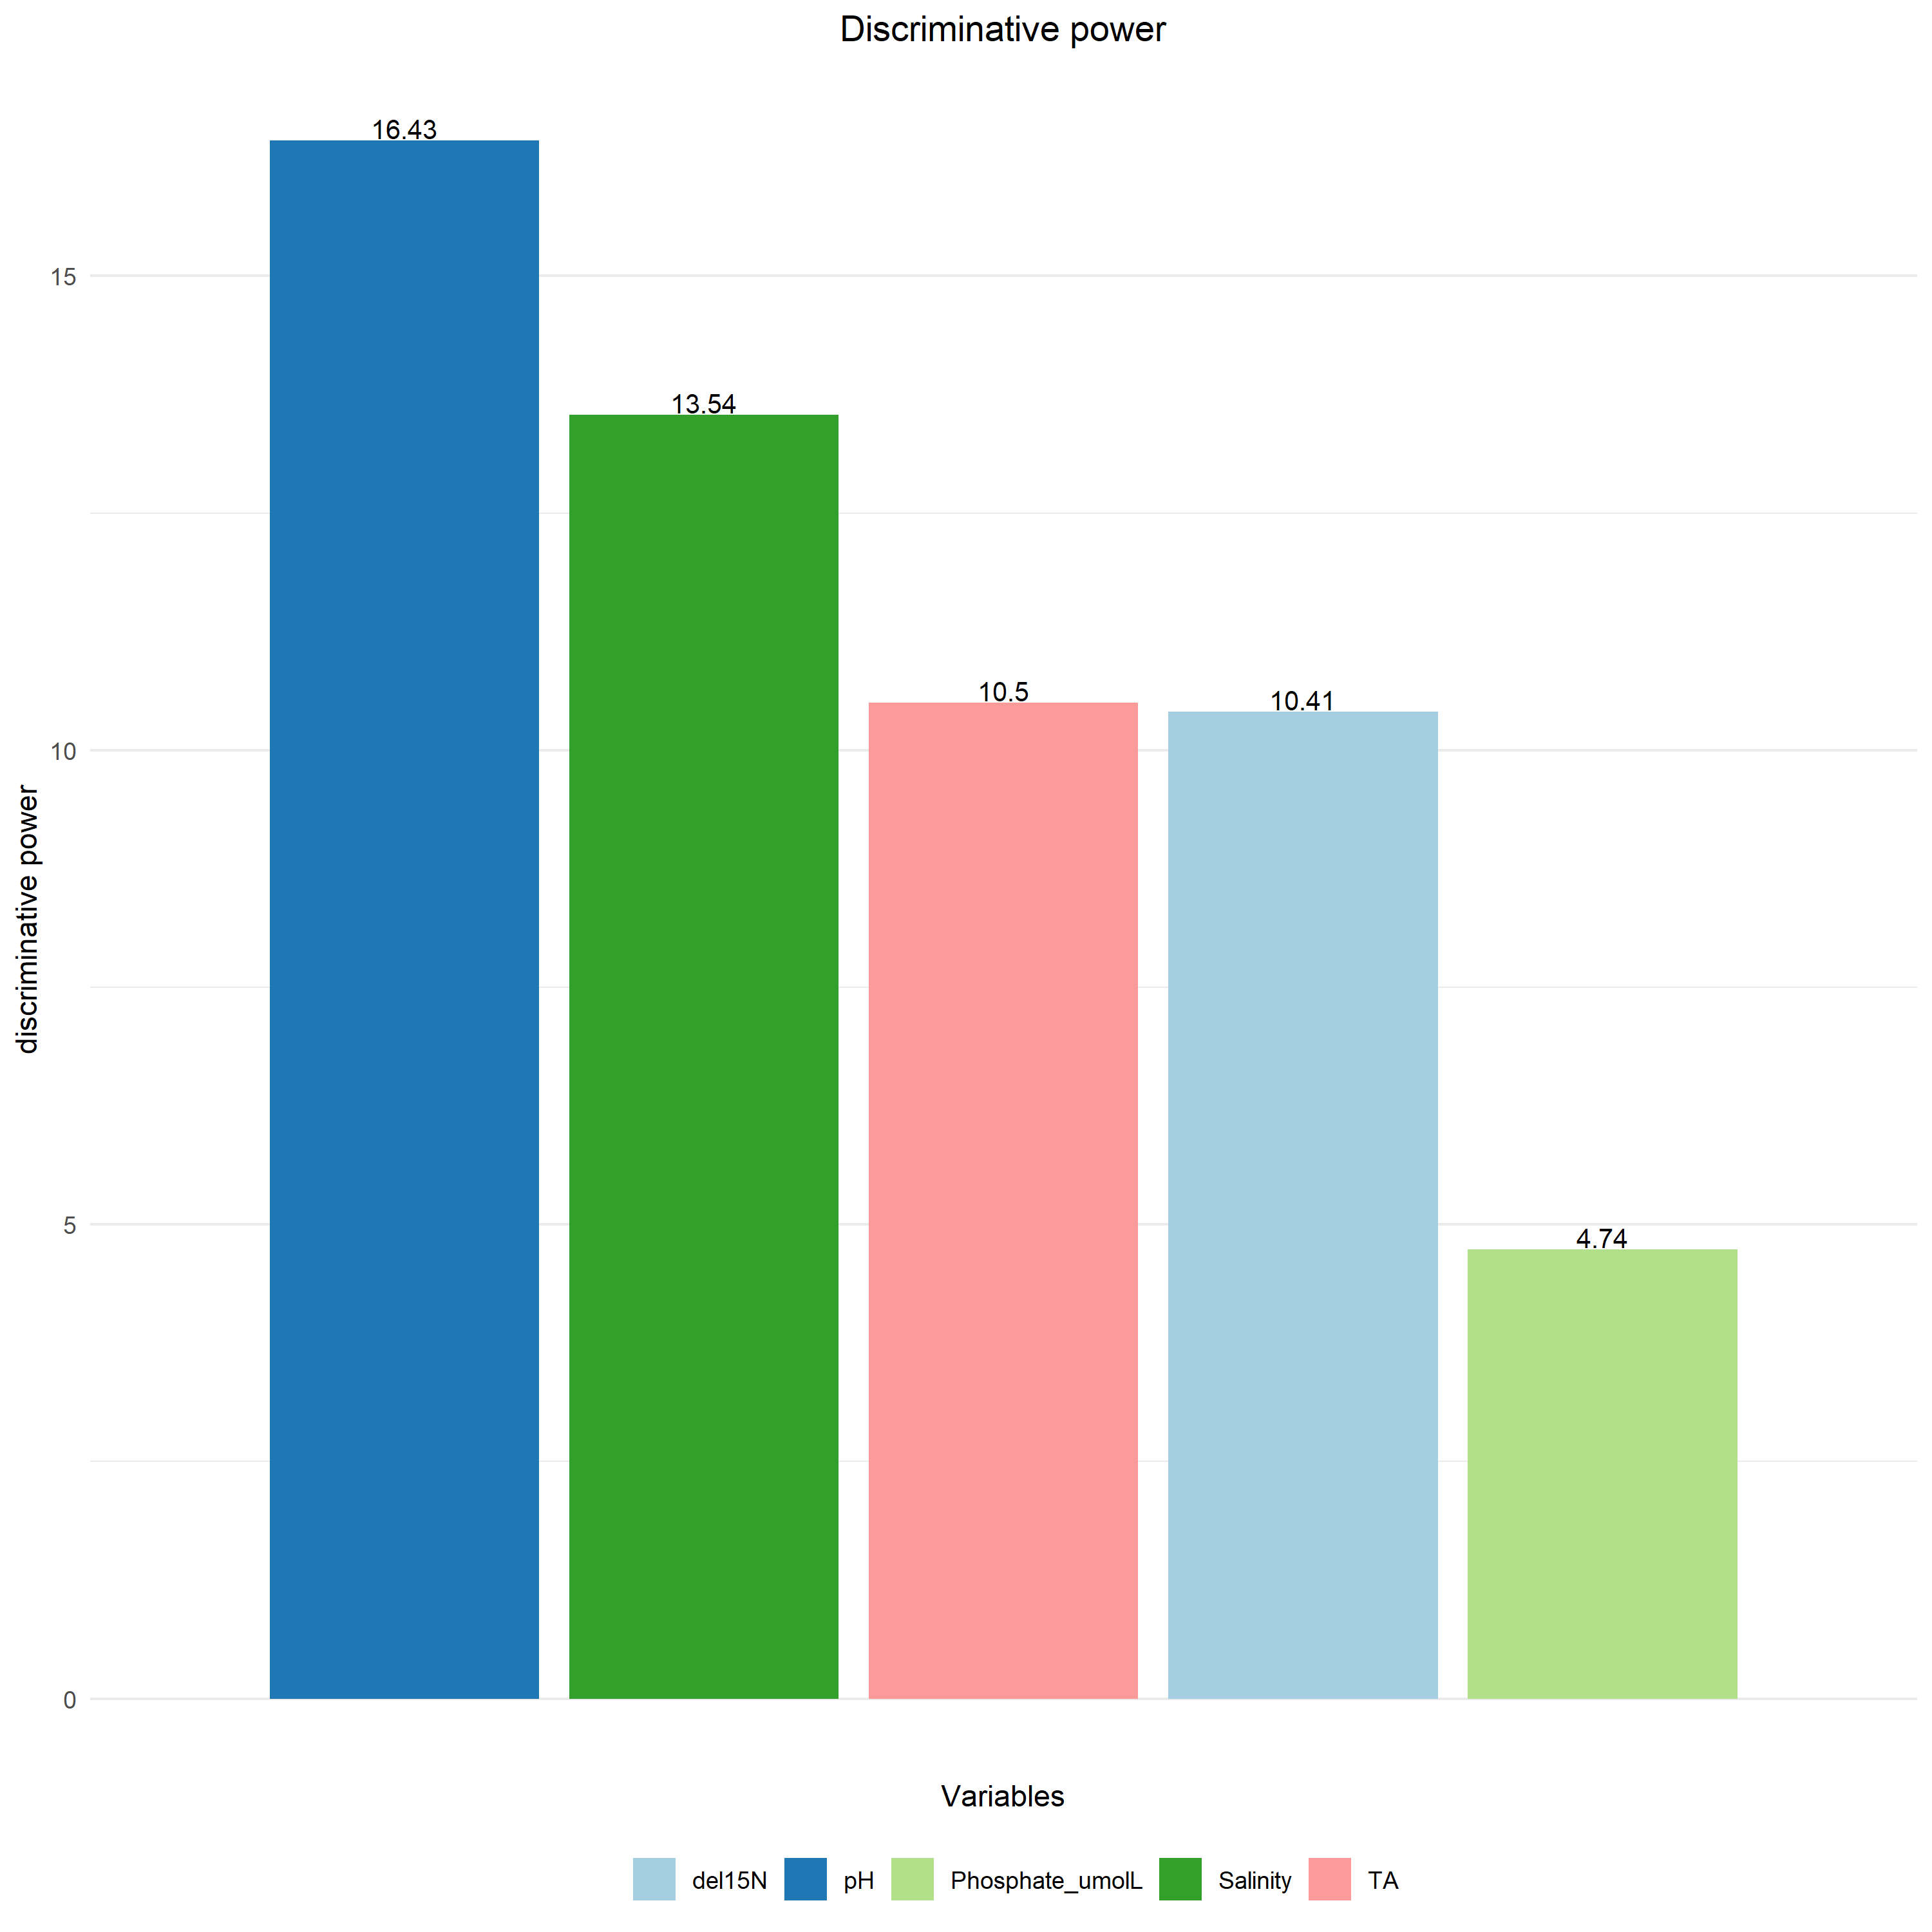 Discriminative power
16.43
13.54
10.5
10.41
4.74
15
10
5
0
discriminative power
Variables
del15N pH Phosphate_umolL Salinity TA